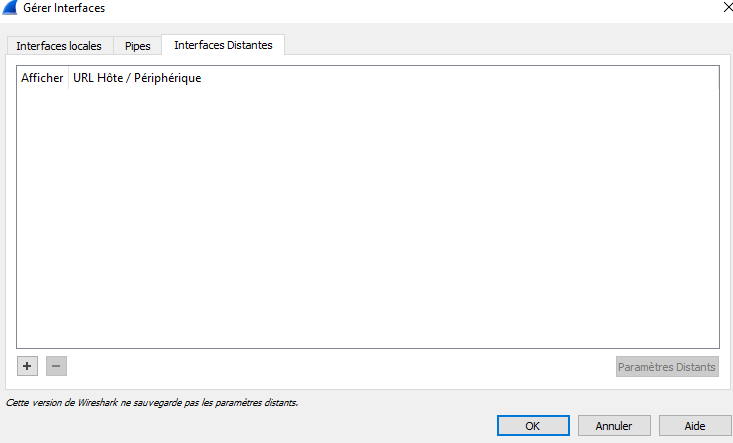 Gérer Interfaces
Interfaces locales Pipes Interfaces Distantes
Afficher URL Hôte / Périphérique
+ −
Paramètres Distants
Cette version de Wireshark ne sauvegarde pas les paramètres distants.
OK Annuler Aide